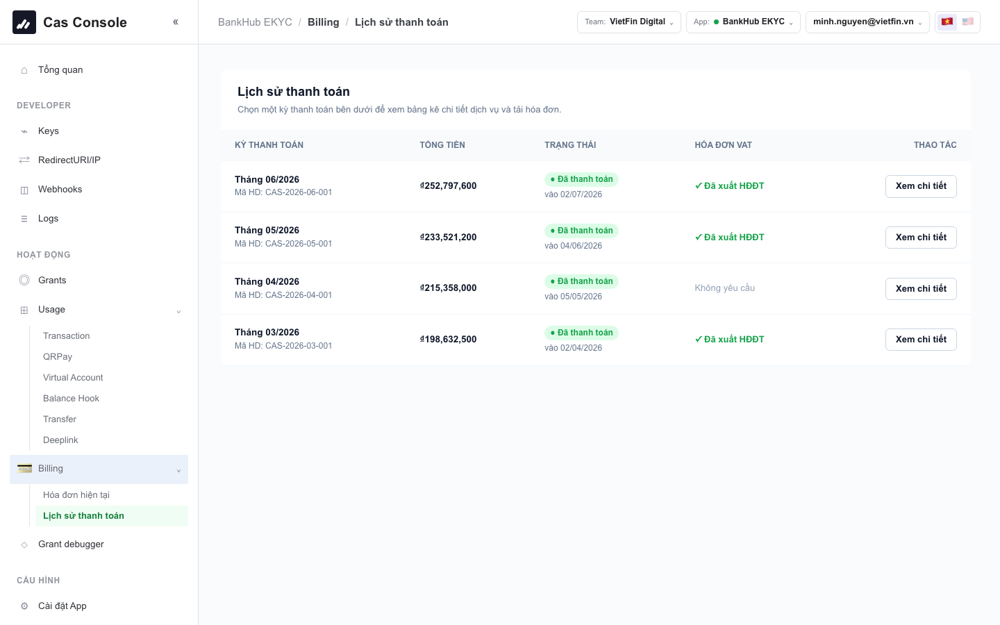 Cas Console
«
BankHub EKYC / Billing / Lịch sử thanh toán
Team: VietFin Digital
App: BankHub EKYC
minh.nguyen@vietfin.vn
Tổng quan
DEVELOPER
Keys
RedirectURI/IP
Webhooks
Logs
HOẠT ĐỘNG
Grants
Usage
Transaction
QRPay
Virtual Account
Balance Hook
Transfer
Deeplink
Billing
Hóa đơn hiện tại
Lịch sử thanh toán
Grant debugger
CẤU HÌNH
Cài đặt App
Lịch sử thanh toán
Chọn một kỳ thanh toán bên dưới để xem bảng kê chi tiết dịch vụ và tải hóa đơn.
KỲ THANH TOÁN TỔNG TIỀN TRẠNG THÁI HÓA ĐƠN VAT THAO TÁC
Tháng 06/2026
Mã HD: CAS-2026-06-001
₫252,797,600
● Đã thanh toán
vào 02/07/2026
✓ Đã xuất HĐĐT
Xem chi tiết
Tháng 05/2026
Mã HD: CAS-2026-05-001
₫233,521,200
● Đã thanh toán
vào 04/06/2026
✓ Đã xuất HĐĐT
Xem chi tiết
Tháng 04/2026
Mã HD: CAS-2026-04-001
₫215,358,000
● Đã thanh toán
vào 05/05/2026
Không yêu cầu
Xem chi tiết
Tháng 03/2026
Mã HD: CAS-2026-03-001
₫198,632,500
● Đã thanh toán
vào 02/04/2026
✓ Đã xuất HĐĐT
Xem chi tiết